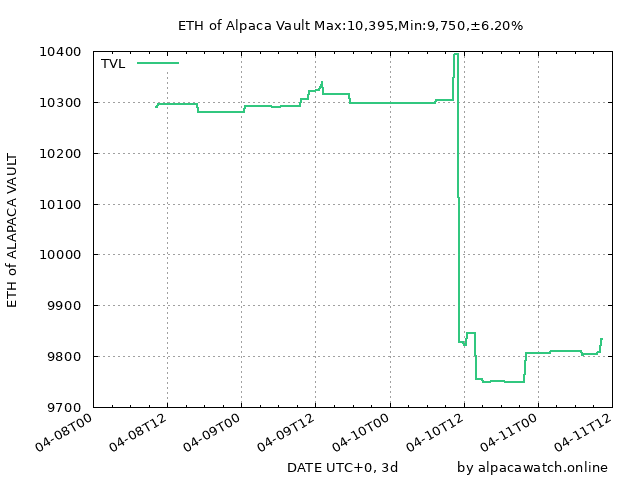 ETH of Alpaca Vault Max:10,395,Min:9,750,±6.20%
TVL
10400
10300
10200
10100
10000
9900
9800
9700
ETH of ALAPACA VAULT
04-08T00
04-08T12
04-09T00
04-09T12
04-10T00
04-10T12
04-11T00
04-11T12
DATE UTC+0, 3d
by alpacawatch.online